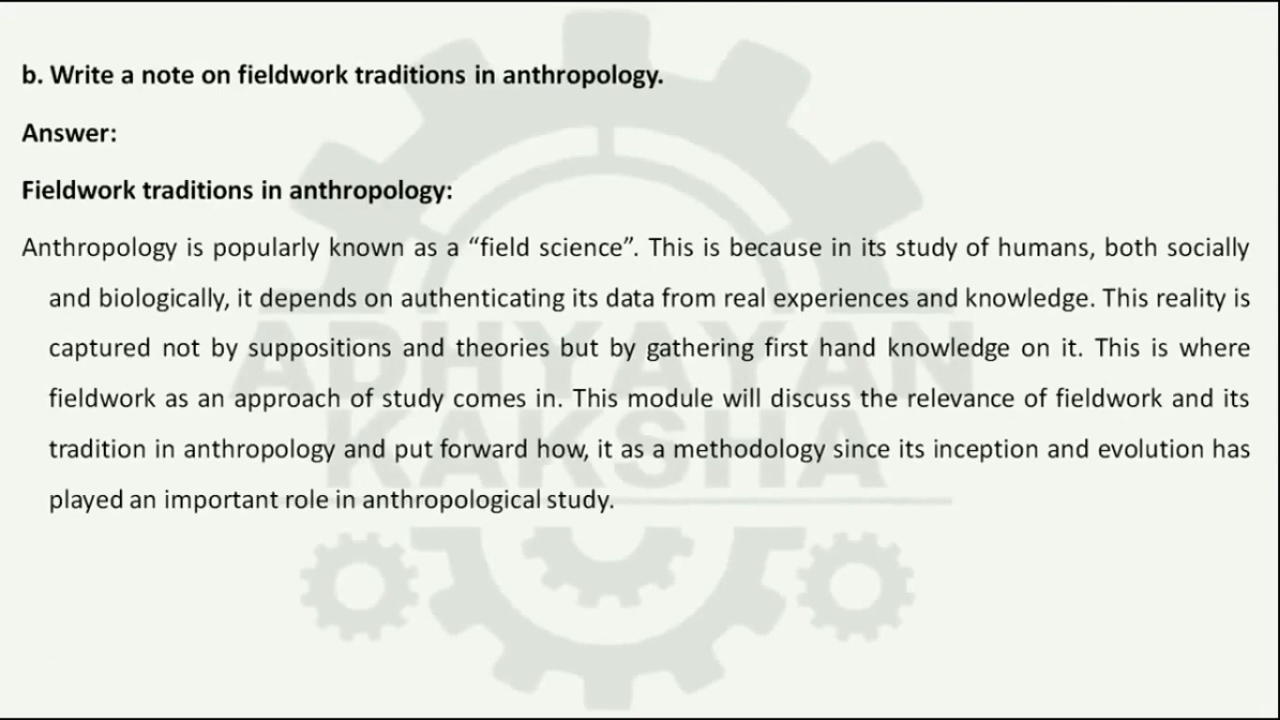 b. Write a note on fieldwork traditions in anthropology.
Answer:
Fieldwork traditions in anthropology:
Anthropology is popularly known as a “field science”. This is because in its study of humans, both socially
and biologically, it depends on authenticating its data from real experiences and knowledge. This reality is
captured not by suppositions and theories but by gathering first hand knowledge on it. This is where
fieldwork as an approach of study comes in. This module will discuss the relevance of fieldwork and its
tradition in anthropology and put forward how, it as a methodology since its inception and evolution has
played an important role in anthropological study.
ADHYAYAN
KAKSHA